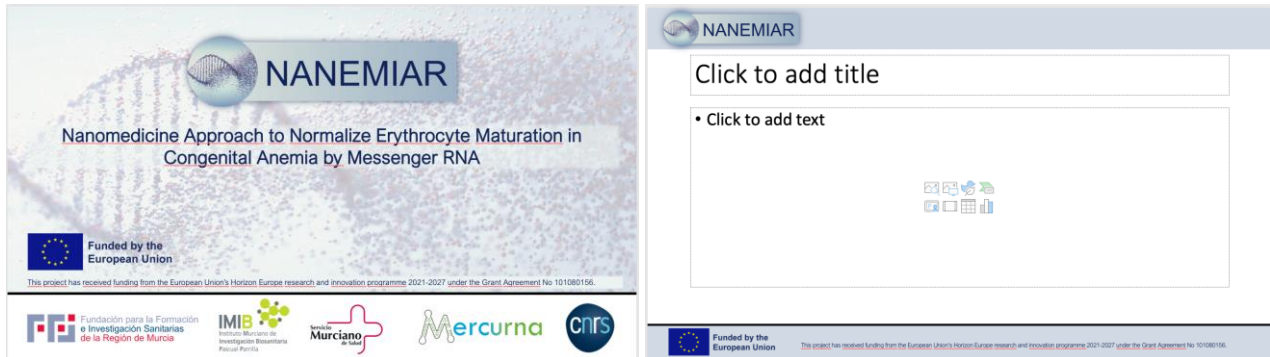 NANEMIAR
Nanomedicine Approach to Normalize Erythrocyte Maturation in
Congenital Anemia by Messenger RNA
Funded by the
European Union
This project has received funding from the European Union's Horizon Europe research and innovation programme 2021-2027 under the Grant Agreement No 101080156.
Fundación para la Formación
e Investigación Sanitarias
de la Región de Murcia
IMIB
Instituto Murciano de
Investigación Biosanitaria
Pascual Parrilla
Servicio
Murciano
de Salud
Mercurna
cnrs
NANEMIAR
Click to add title
• Click to add text
Funded by the
European Union
This project has received funding from the European Union's Horizon Europe research and innovation programme 2021-2027 under the Grant Agreement No 101080156.